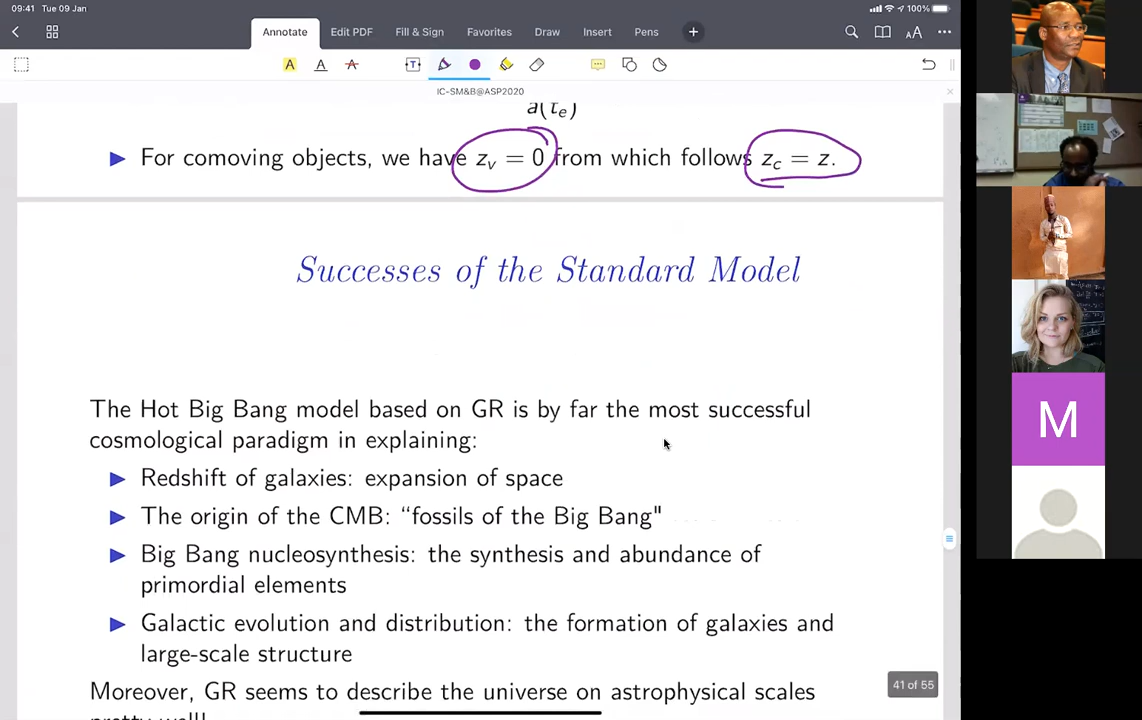 09:41 Tue 09 Jan
100%
Annotate Edit PDF Fill & Sign Favorites Draw Insert Pens
IC-SM&B@ASP2020
a(t_e)
For comoving objects, we have z_v = 0 from which follows z_c = z.
Successes of the Standard Model
The Hot Big Bang model based on GR is by far the most successful
cosmological paradigm in explaining:
Redshift of galaxies: expansion of space
The origin of the CMB: “fossils of the Big Bang"
Big Bang nucleosynthesis: the synthesis and abundance of
primordial elements
Galactic evolution and distribution: the formation of galaxies and
large-scale structure
Moreover, GR seems to describe the universe on astrophysical scales
pretty well!
41 of 55
M